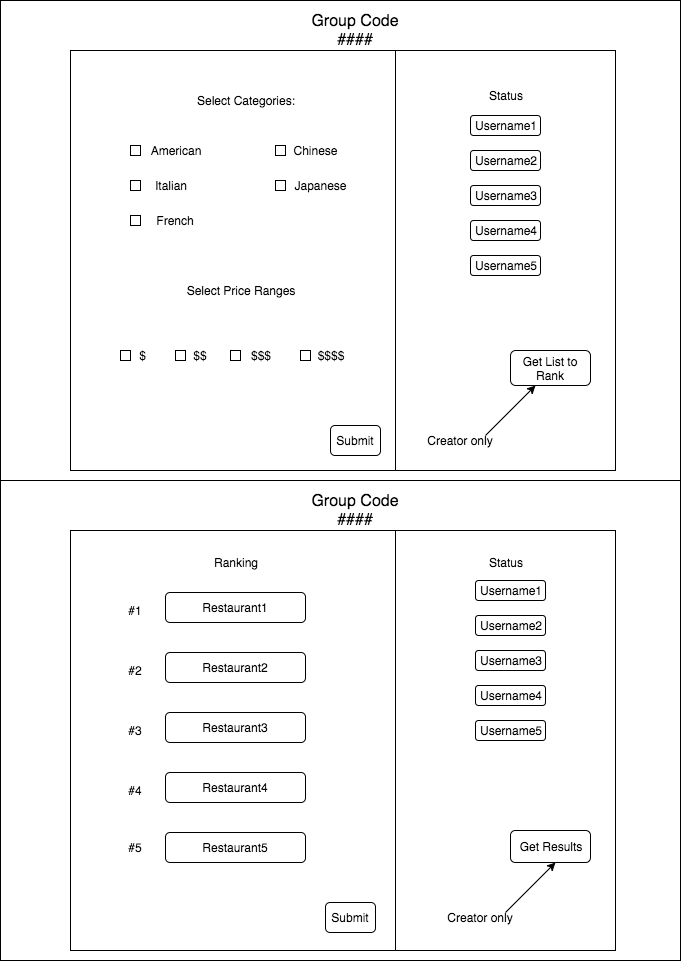 Group Code
####
Select Categories:
American
Chinese
Italian
Japanese
French
Select Price Ranges
$
$$
$$$
$$$$
Submit
Status
Username1
Username2
Username3
Username4
Username5
Get List to
Rank
Creator only
Group Code
####
Ranking
#1
Restaurant1
#2
Restaurant2
#3
Restaurant3
#4
Restaurant4
#5
Restaurant5
Submit
Status
Username1
Username2
Username3
Username4
Username5
Get Results
Creator only